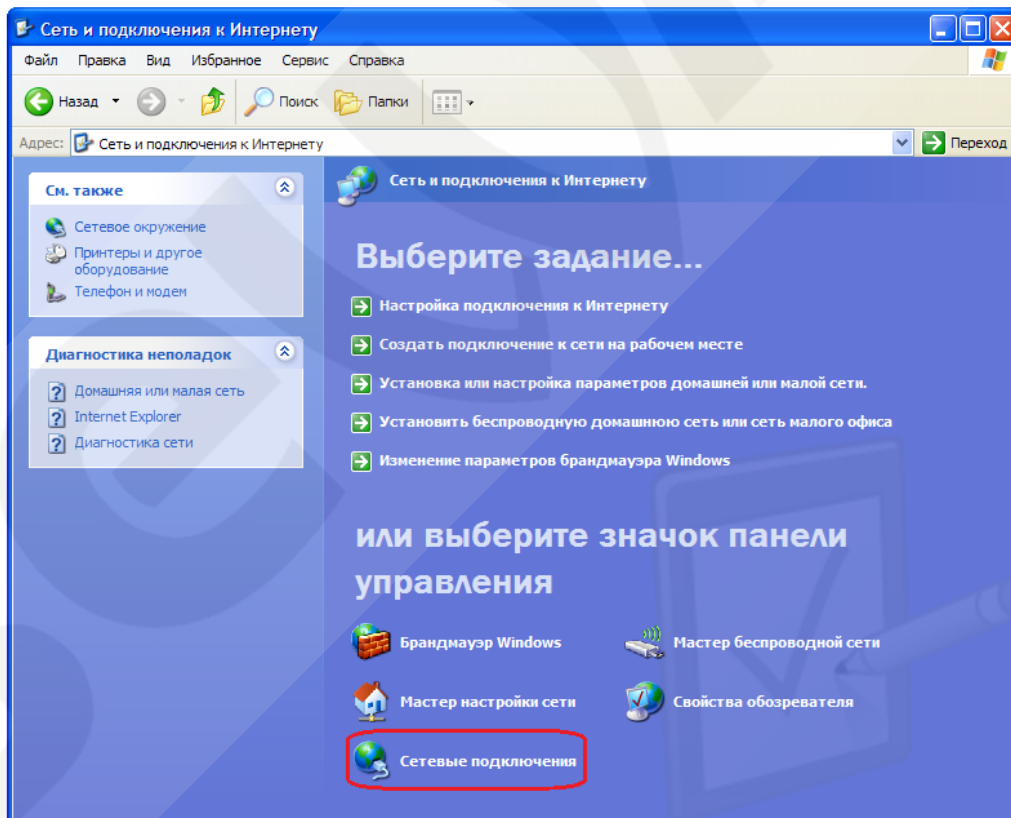 Сеть и подключения к Интернету
Файл Правка Вид Избранное Сервис Справка
Назад Поиск Папки
Адрес: Сеть и подключения к Интернету Переход
См. также
Сетевое окружение
Принтеры и другое
оборудование
Телефон и модем
Диагностика неполадок
Домашняя или малая сеть
Internet Explorer
Диагностика сети
Сеть и подключения к Интернету
Выберите задание...
Настройка подключения к Интернету
Создать подключение к сети на рабочем месте
Установка или настройка параметров домашней или малой сети.
Установить беспроводную домашнюю сеть или сеть малого офиса
Изменение параметров брандмауэра Windows
или выберите значок панели
управления
Брандмауэр Windows Мастер беспроводной сети
Мастер настройки сети Свойства обозревателя
Сетевые подключения